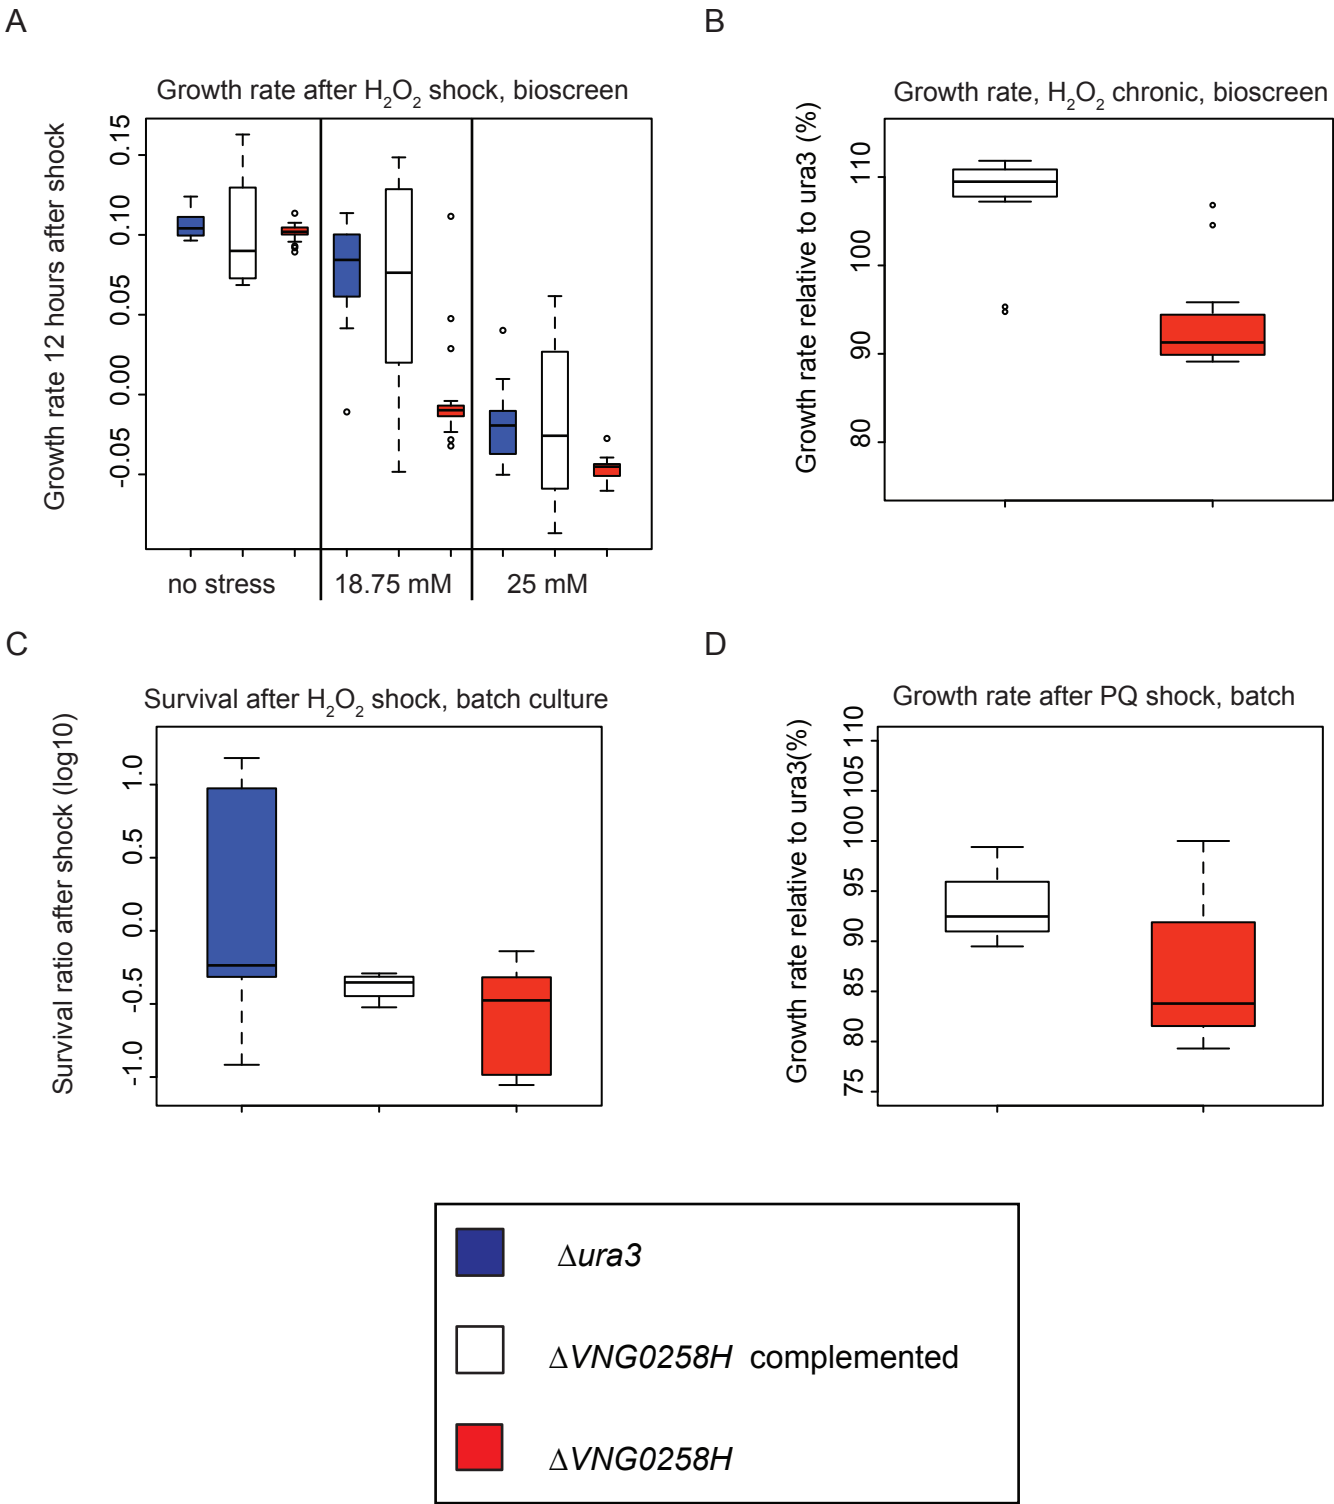 A
Growth rate after H2O2 shock, bioscreen
Growth rate 12 hours after shock
0.15
0.10
0.05
0.00
-0.05
no stress
18.75 mM
25 mM
B
Growth rate, H2O2 chronic, bioscreen
Growth rate relative to ura3 (%)
110
100
90
80
C
Survival after H2O2 shock, batch culture
Survival ratio after shock (log10)
1.0
0.5
0.0
-0.5
-1.0
D
Growth rate after PQ shock, batch
Growth rate relative to ura3(%)
110
105
100
95
90
85
80
75
Δura3
ΔVNG0258H complemented
ΔVNG0258H